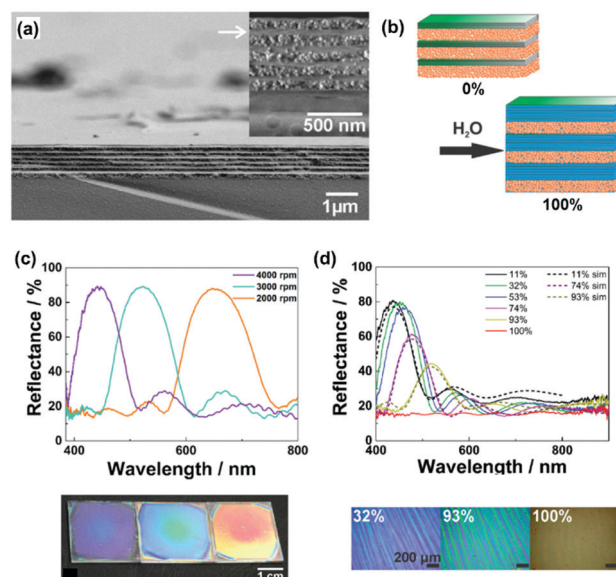 (a)
500 nm
1µm
(b)
0%
H₂O
100%
(c)
100
80
60
40
20
0
Reflectance / %
4000 rpm
3000 rpm
2000 rpm
400 500 600 700 800
Wavelength / nm
1 cm
(d)
100
80
60
40
20
0
Reflectance / %
11%
32%
53%
74%
93%
100%
11% sim
74% sim
93% sim
400 500 600 700 800
Wavelength / nm
32%
200 µm
93%
100%